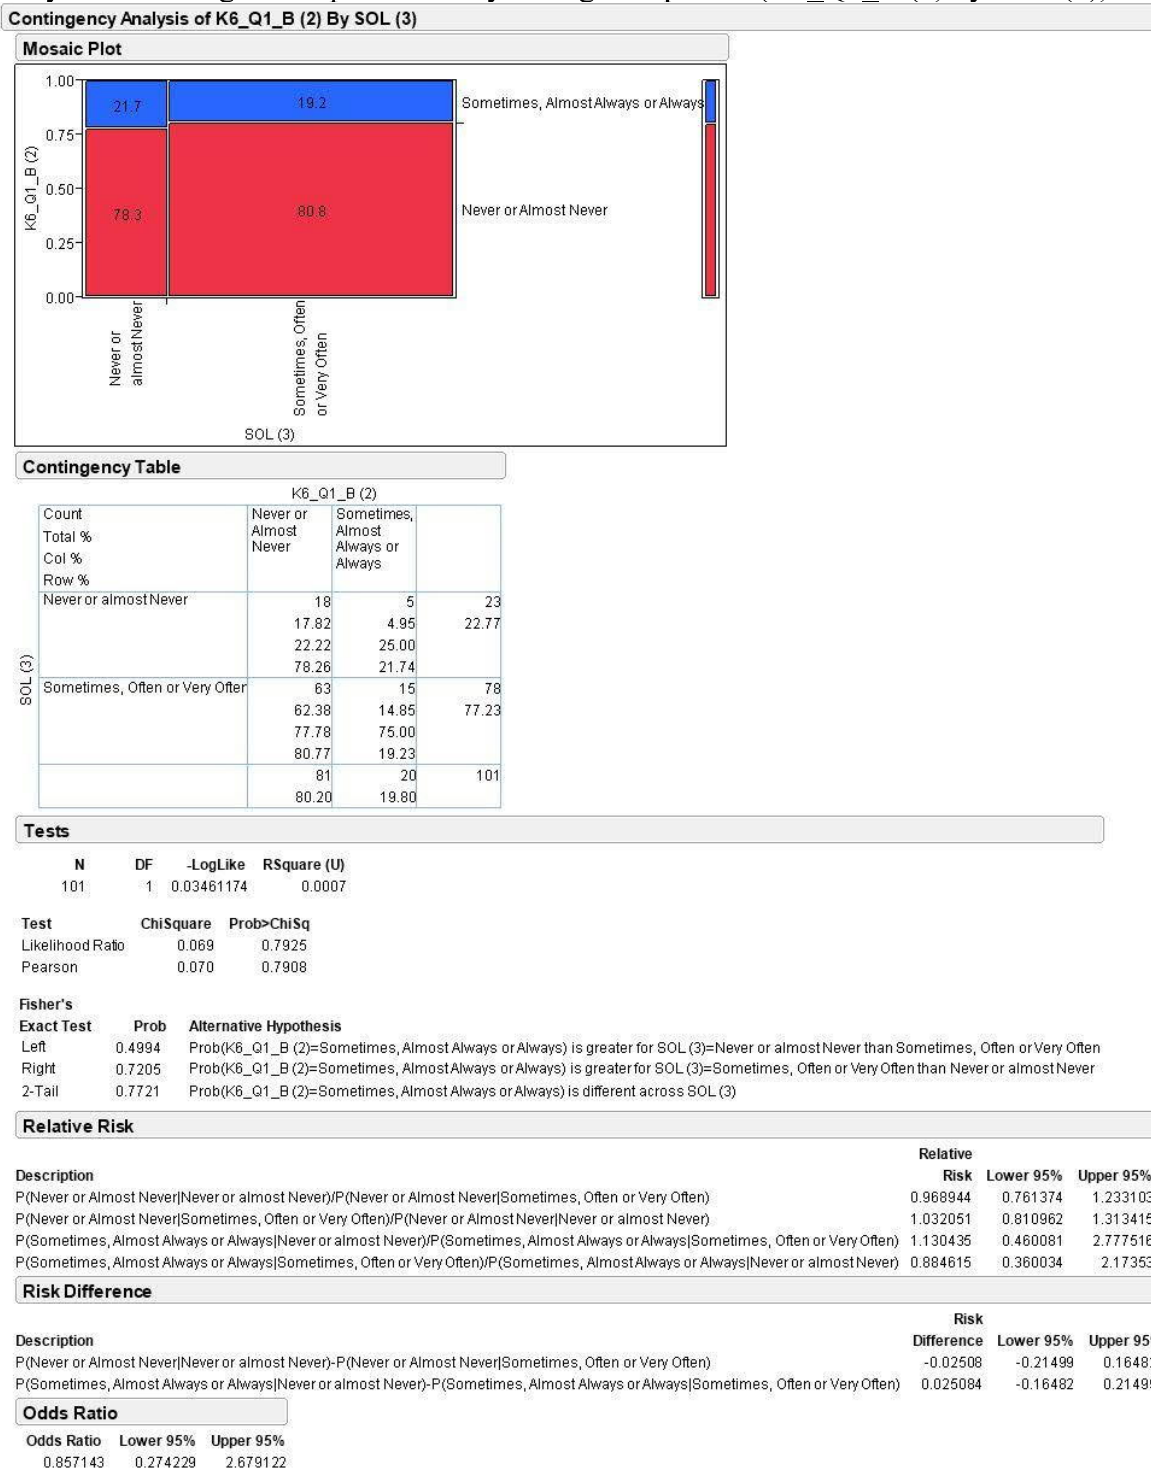 Contingency Analysis of K6_Q1_B (2) By SOL (3)
Mosaic Plot
1.00
0.75
0.50
0.25
0.00
K6_Q1_B (2)
21.7
19.2
78.3
80.8
Sometimes, Almost Always or Always
Never or Almost Never
Never or
almost Never
Sometimes, Often
or Very Often
SOL (3)
Contingency Table
K6_Q1_B (2)
SOL (3)
Count
Total %
Col %
Row %
Never or
Almost
Never
Sometimes,
Almost
Always or
Always
Never or almost Never 18 5 23
17.82 4.95 22.77
22.22 25.00
78.26 21.74
Sometimes, Often or Very Often 63 15 78
62.38 14.85 77.23
77.78 75.00
80.77 19.23
81 20 101
80.20 19.80
Tests
N DF -LogLike RSquare (U)
101 1 0.03461174 0.0007
Test ChiSquare Prob>ChiSq
Likelihood Ratio 0.069 0.7925
Pearson 0.070 0.7908
Fisher's
Exact Test Prob Alternative Hypothesis
Left 0.4994 Prob(K6_Q1_B (2)=Sometimes, Almost Always or Always) is greater for SOL (3)=Never or almost Never than Sometimes, Often or Very Often
Right 0.7205 Prob(K6_Q1_B (2)=Sometimes, Almost Always or Always) is greater for SOL (3)=Sometimes, Often or Very Often than Never or almost Never
2-Tail 0.7721 Prob(K6_Q1_B (2)=Sometimes, Almost Always or Always) is different across SOL (3)
Relative Risk
Relative
Description Risk Lower 95% Upper 95%
P(Never or Almost Never|Never or almost Never)/P(Never or Almost Never|Sometimes, Often or Very Often) 0.968944 0.761374 1.233103
P(Never or Almost Never|Sometimes, Often or Very Often)/P(Never or Almost Never|Never or almost Never) 1.032051 0.810962 1.313415
P(Sometimes, Almost Always or Always|Never or almost Never)/P(Sometimes, Almost Always or Always|Sometimes, Often or Very Often) 1.130435 0.460081 2.777516
P(Sometimes, Almost Always or Always|Sometimes, Often or Very Often)/P(Sometimes, Almost Always or Always|Never or almost Never) 0.884615 0.360034 2.17353
Risk Difference
Risk
Description Difference Lower 95% Upper 95
P(Never or Almost Never|Never or almost Never)-P(Never or Almost Never|Sometimes, Often or Very Often) -0.02508 -0.21499 0.1648
P(Sometimes, Almost Always or Always|Never or almost Never)-P(Sometimes, Almost Always or Always|Sometimes, Often or Very Often) 0.025084 -0.16482 0.2149
Odds Ratio
Odds Ratio Lower 95% Upper 95%
0.857143 0.274229 2.679122